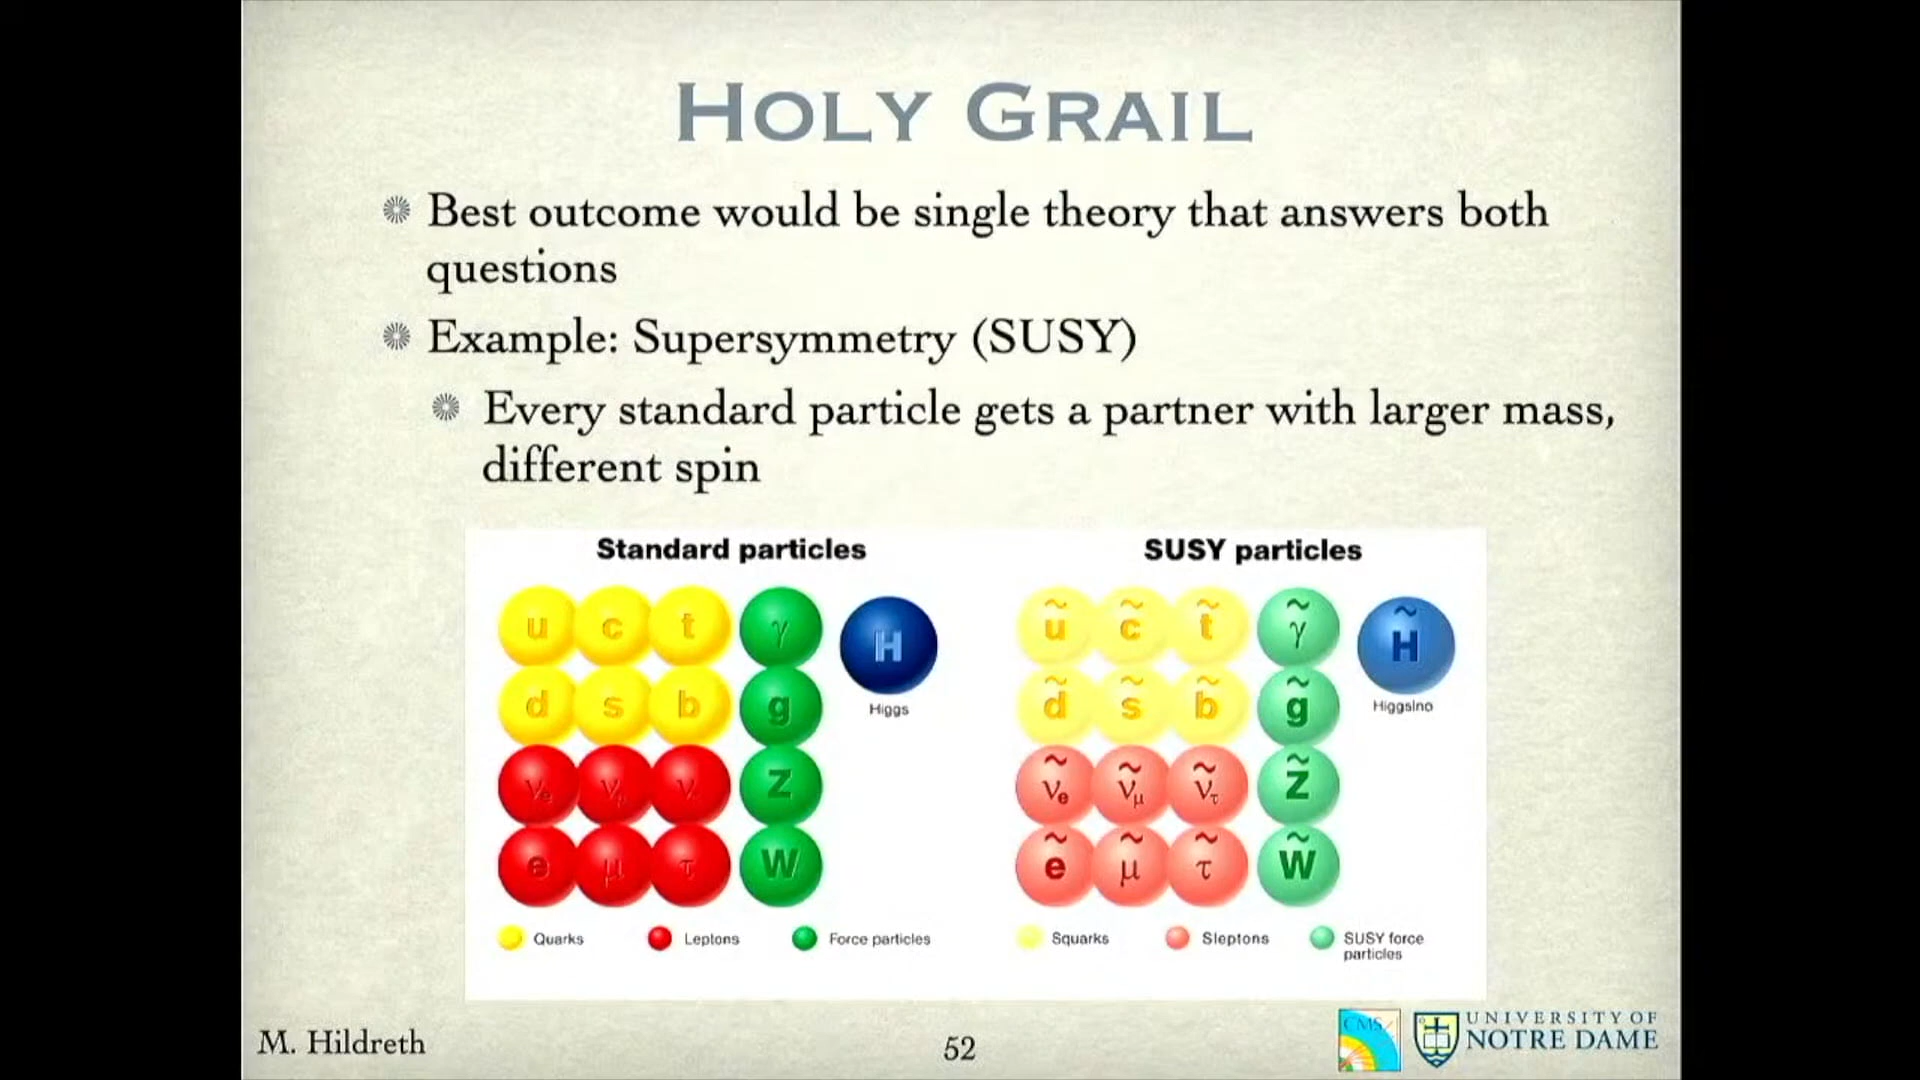 HOLY GRAIL
Best outcome would be single theory that answers both
questions
Example: Supersymmetry (SUSY)
Every standard particle gets a partner with larger mass,
different spin
Standard particles
SUSY particles
u c t γ H
d s b g
Higgs
νe νμ ν Z
e μ τ W
Quarks
Leptons
Force particles
ũ c̃ t̃ γ̃ H̃
d̃ s̃ b̃ g̃
Higgsino
ν̃e ν̃μ ν̃τ Z̃
ẽ μ̃ τ̃ W̃
Squarks
Sleptons
SUSY force
particles
M. Hildreth
52
CMS
UNIVERSITY OF
NOTRE DAME